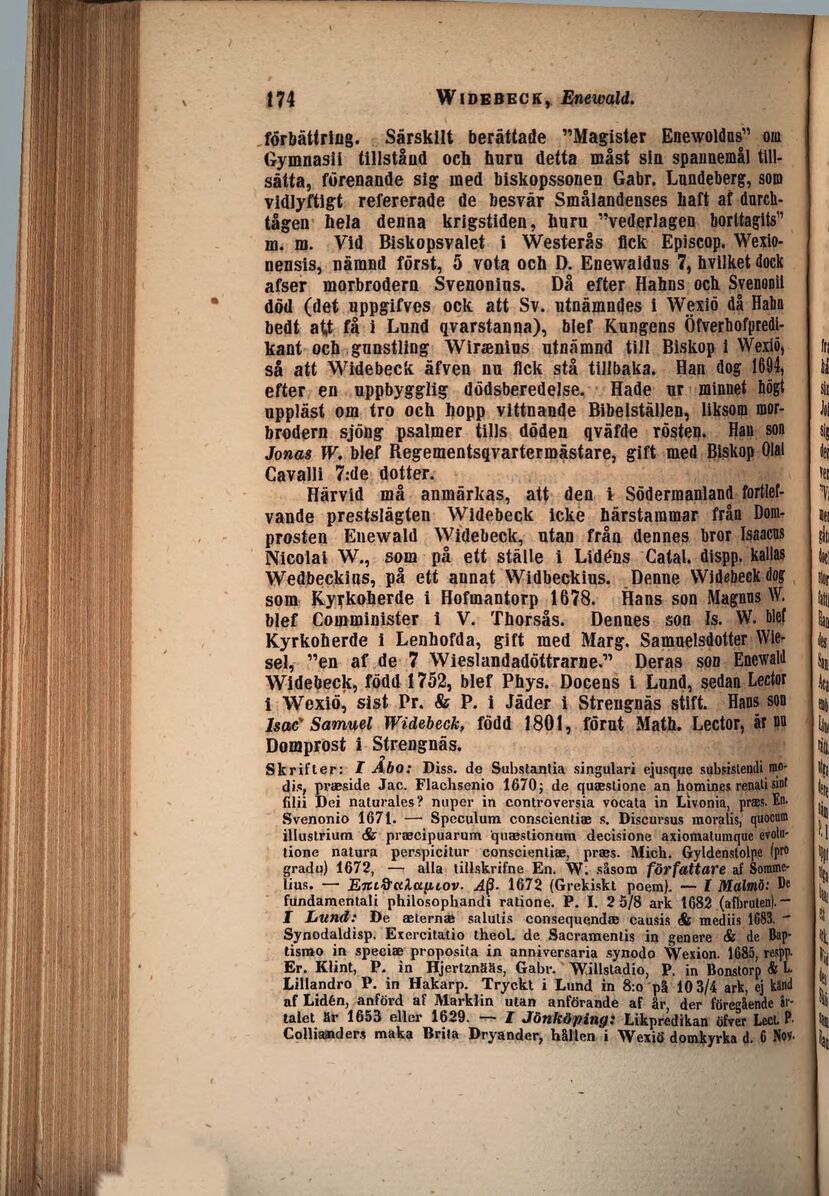 174 WIDEBECK, Enewald.
förbättring. Särskilt berättade ”Magister Enewoldus” om
Gymnasii tillstånd och huru detta måst sin spannemål till-
sätta, förenande sig med biskopssonen Gabr. Lundeberg, som
vidlyftigt refererade de besvär Smålandenses haft af durch-
tågen hela denna krigstiden, huru ”vederlagen borttagits”
m. m. Vid Biskopsvalet i Westerås fick Episcop. Wexio-
nensis, nämnd först, 5 vota och D. Enewaldus 7, hvilket dock
afser morbrodern Svenonius. Då efter Hahns och Svenonii
död (det uppgifves ock att Sv. utnämndes i Wexiö då Hahn
bedt att få i Lund qvarstanna), blef Kungens Öfverhofpredi-
kant och gunstling Wirænius utnämnd till Biskop i Wexiö,
så att Widebeck äfven nu fick stå tillbaka. Han dog 1694,
efter en uppbygglig dödsberedelse. Hade ur minnet högt
uppläst om tro och hopp vittnande Bibelställen, liksom mor-
brodern sjöng psalmer tills döden qväfde rösten. Han son
Jonas W. blef Regementsqvartermästare, gift med Biskop Olai
Cavalli 7:de dotter.
Härvid må anmärkas, att den i Södermanland fortlef-
vande prestslägten Widebeck icke härstammar från Dom-
prosten Enewald Widebeck, utan från dennes bror Isaacus
Nicolai W., som på ett ställe i Lidéns Catal. dispp. kallas
Wedbeckius, på ett annat Widbeckius. Denne Widebeck dog
som Kyrkoherde i Hofmantorp 1678. Hans son Magnus W.
blef Comminister i V. Thorsås. Dennes son Is. W. blef
Kyrkoherde i Lenhofda, gift med Marg. Samuelsdotter Wie-
sel, ”en af de 7 Wieslandadöttrarne.” Deras son Enewald
Widebeck, född 1752, blef Phys. Docens i Lund, sedan Lector
i Wexiö, sist Pr. & P. i Jäder i Strengnäs stift. Hans son
Isac Samuel Widebeck, född 1801, förut Math. Lector, är nu
Domprost i Strengnäs.
Skrifter: I Åbo: Diss. de Substantia singulari ejusque subsistendi mo-
dis, præside Jac. Flachsenio 1670; de quæstione an homines renati sint
filii Dei naturales? nuper in controversia vocata in Livonia, præs. En.
Svenonio 1671. — Speculum conscientiæ s. Discursus moralis, quocum
illustrium & præcipuarum quæstionum decisione axiomatumque evolu-
tione natura perspicitur conscientiæ, præs. Mich. Gyldenstolpe (pro
gradu) 1672, — alla tillskrifne En. W. såsom författare af Somme-
lius. — Επιϑαλαμιον. Αβ. 1672 (Grekiskt poem). — I Malmö: De
fundamentali philosophandi ratione. P. I. 2 5/8 ark 1682 (afbruten). —
I Lund: De æternæ salutis consequendæ causis & mediis 1683. —
Synodaldisp. Exercitatio theol. de Sacramentis in genere & de Bap-
tismo in speciæ proposita in anniversaria synodo Wexion. 1685, respp.
Er. Klint, P. in Hjertznääs, Gabr. Willstadio, P. in Bonstorp & L.
Lillandro P. in Hakarp. Tryckt i Lund in 8:o på 10 3/4 ark, ej känd
af Lidén, anförd af Marklin utan anförande af år, der föregående år-
talet är 1653 eller 1629. — I Jönköping: Likpredikan öfver Lect. P.
Collianders maka Brita Dryander, hållen i Wexiö domkyrka d. 6 Nov.